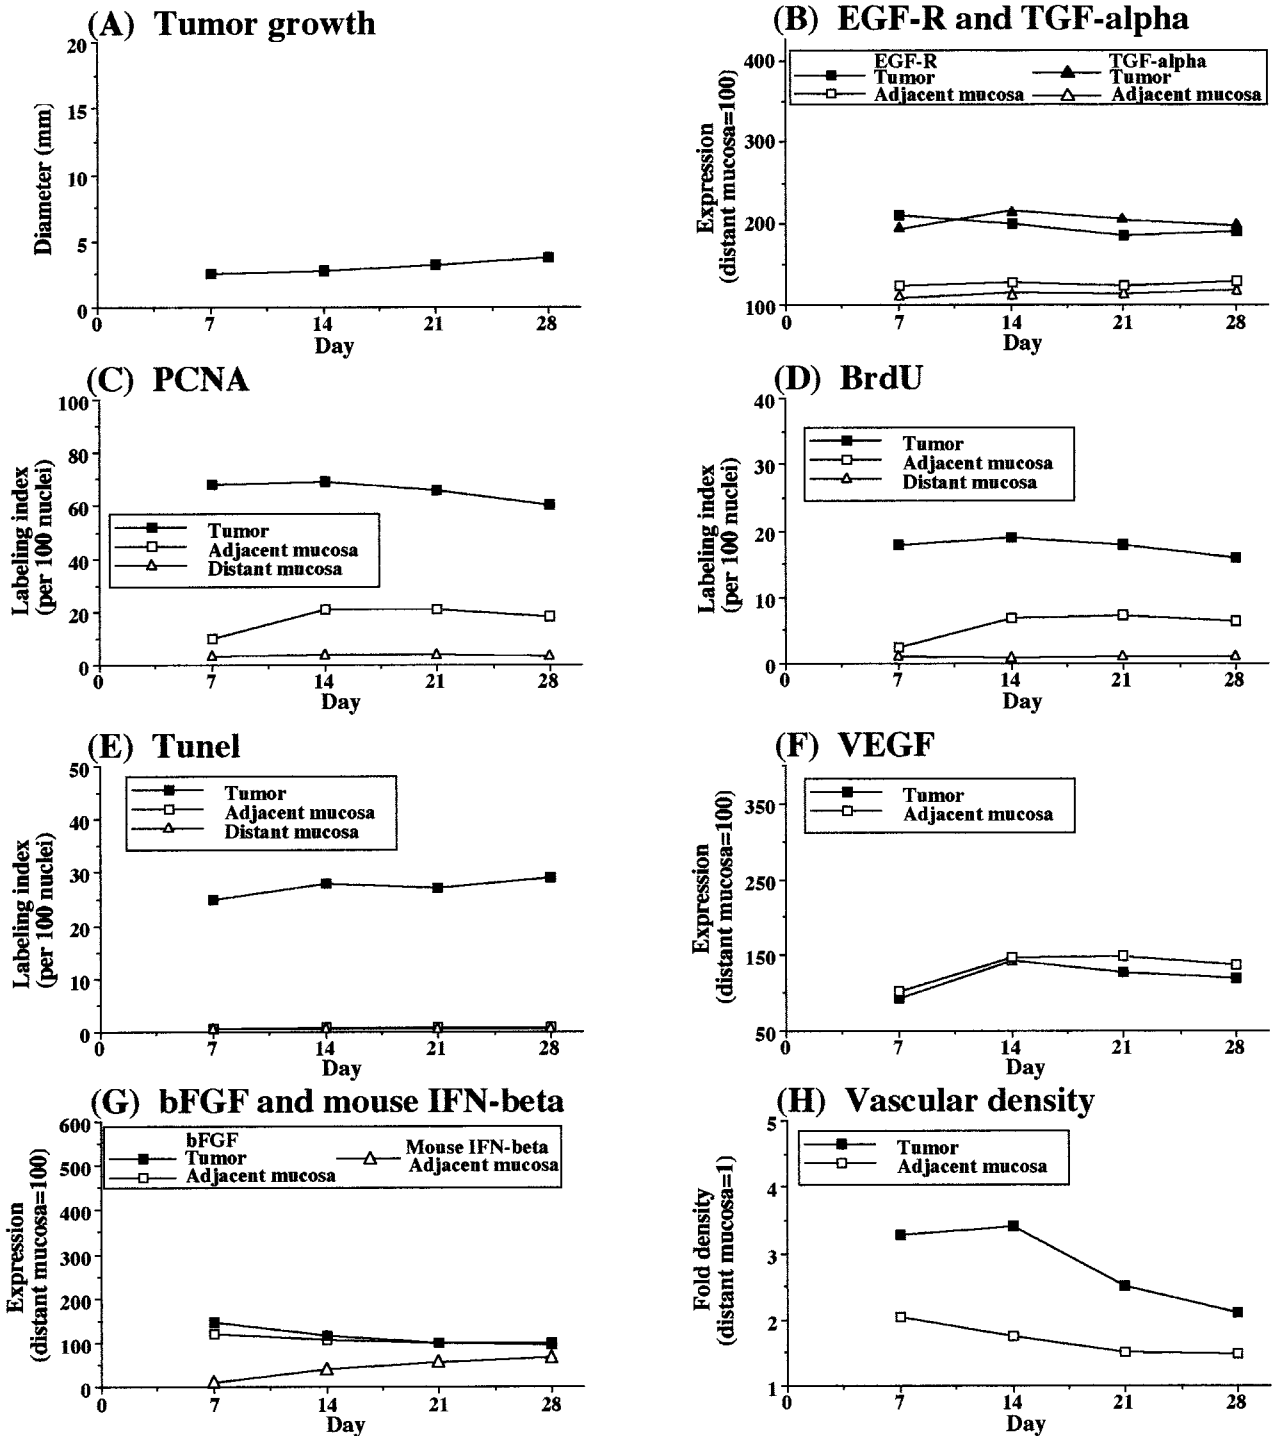 (A) Tumor growth
20
15
10
5
0
Diameter (mm)
0 7 14 21 28
Day
(B) EGF-R and TGF-alpha
EGF-R TGF-alpha
Tumor Tumor
Adjacent mucosa Adjacent mucosa
400
300
200
100
Expression
(distant mucosa=100)
0 7 14 21 28
Day
(C) PCNA
100
80
60
40
20
0
Labeling index
(per 100 nuclei)
Tumor
Adjacent mucosa
Distant mucosa
0 7 14 21 28
Day
(D) BrdU
40
30
20
10
0
Labeling index
(per 100 nuclei)
Tumor
Adjacent mucosa
Distant mucosa
0 7 14 21 28
Day
(E) Tunel
50
40
30
20
10
0
Labeling index
(per 100 nuclei)
Tumor
Adjacent mucosa
Distant mucosa
0 7 14 21 28
Day
(F) VEGF
350
250
150
50
Expression
(distant mucosa=100)
Tumor
Adjacent mucosa
0 7 14 21 28
Day
(G) bFGF and mouse IFN-beta
600
500
400
300
200
100
0
Expression
(distant mucosa=100)
bFGF
Tumor
Adjacent mucosa
Mouse IFN-beta
Adjacent mucosa
0 7 14 21 28
Day
(H) Vascular density
5
4
3
2
1
Fold density
(distant mucosa=1)
Tumor
Adjacent mucosa
0 7 14 21 28
Day